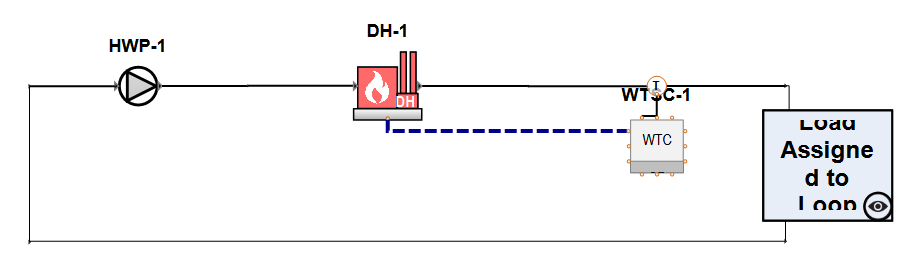 DH-1
HWP-1
T
WTSC-1
DH
WTC
Load
Assigne
d to
Loop